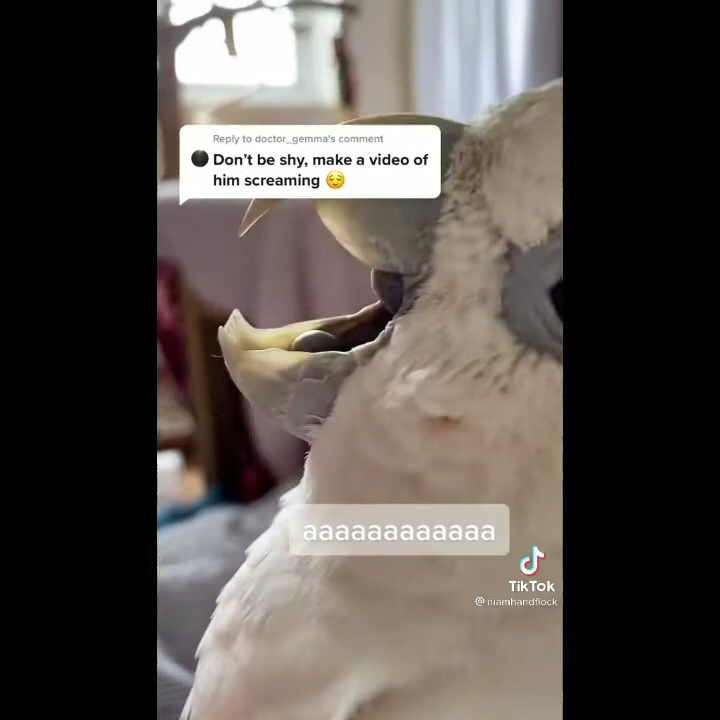 Reply to doctor_gemma's comment
Don't be shy, make a video of
him screaming 😌
aaaaaaaaaaaa
TikTok
@niamhandflock